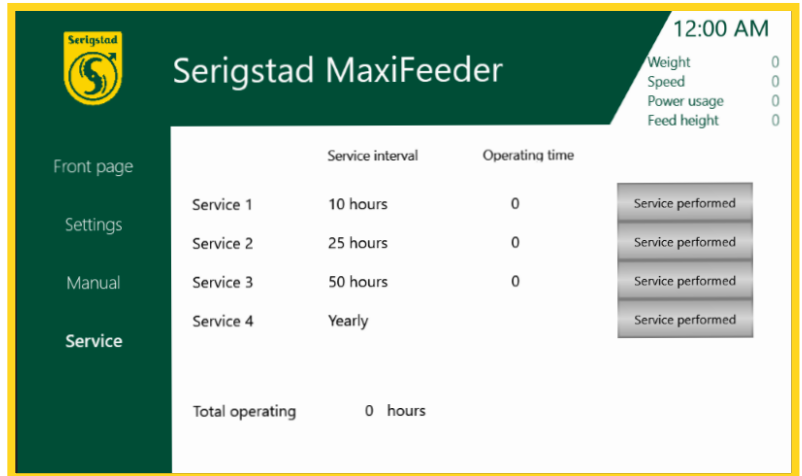 Serigstad
Serigstad MaxiFeeder
12:00 AM
Weight 0
Speed 0
Power usage 0
Feed height 0
Front page
Settings
Manual
Service
Service interval Operating time
Service 1 10 hours 0 Service performed
Service 2 25 hours 0 Service performed
Service 3 50 hours 0 Service performed
Service 4 Yearly Service performed
Total operating 0 hours